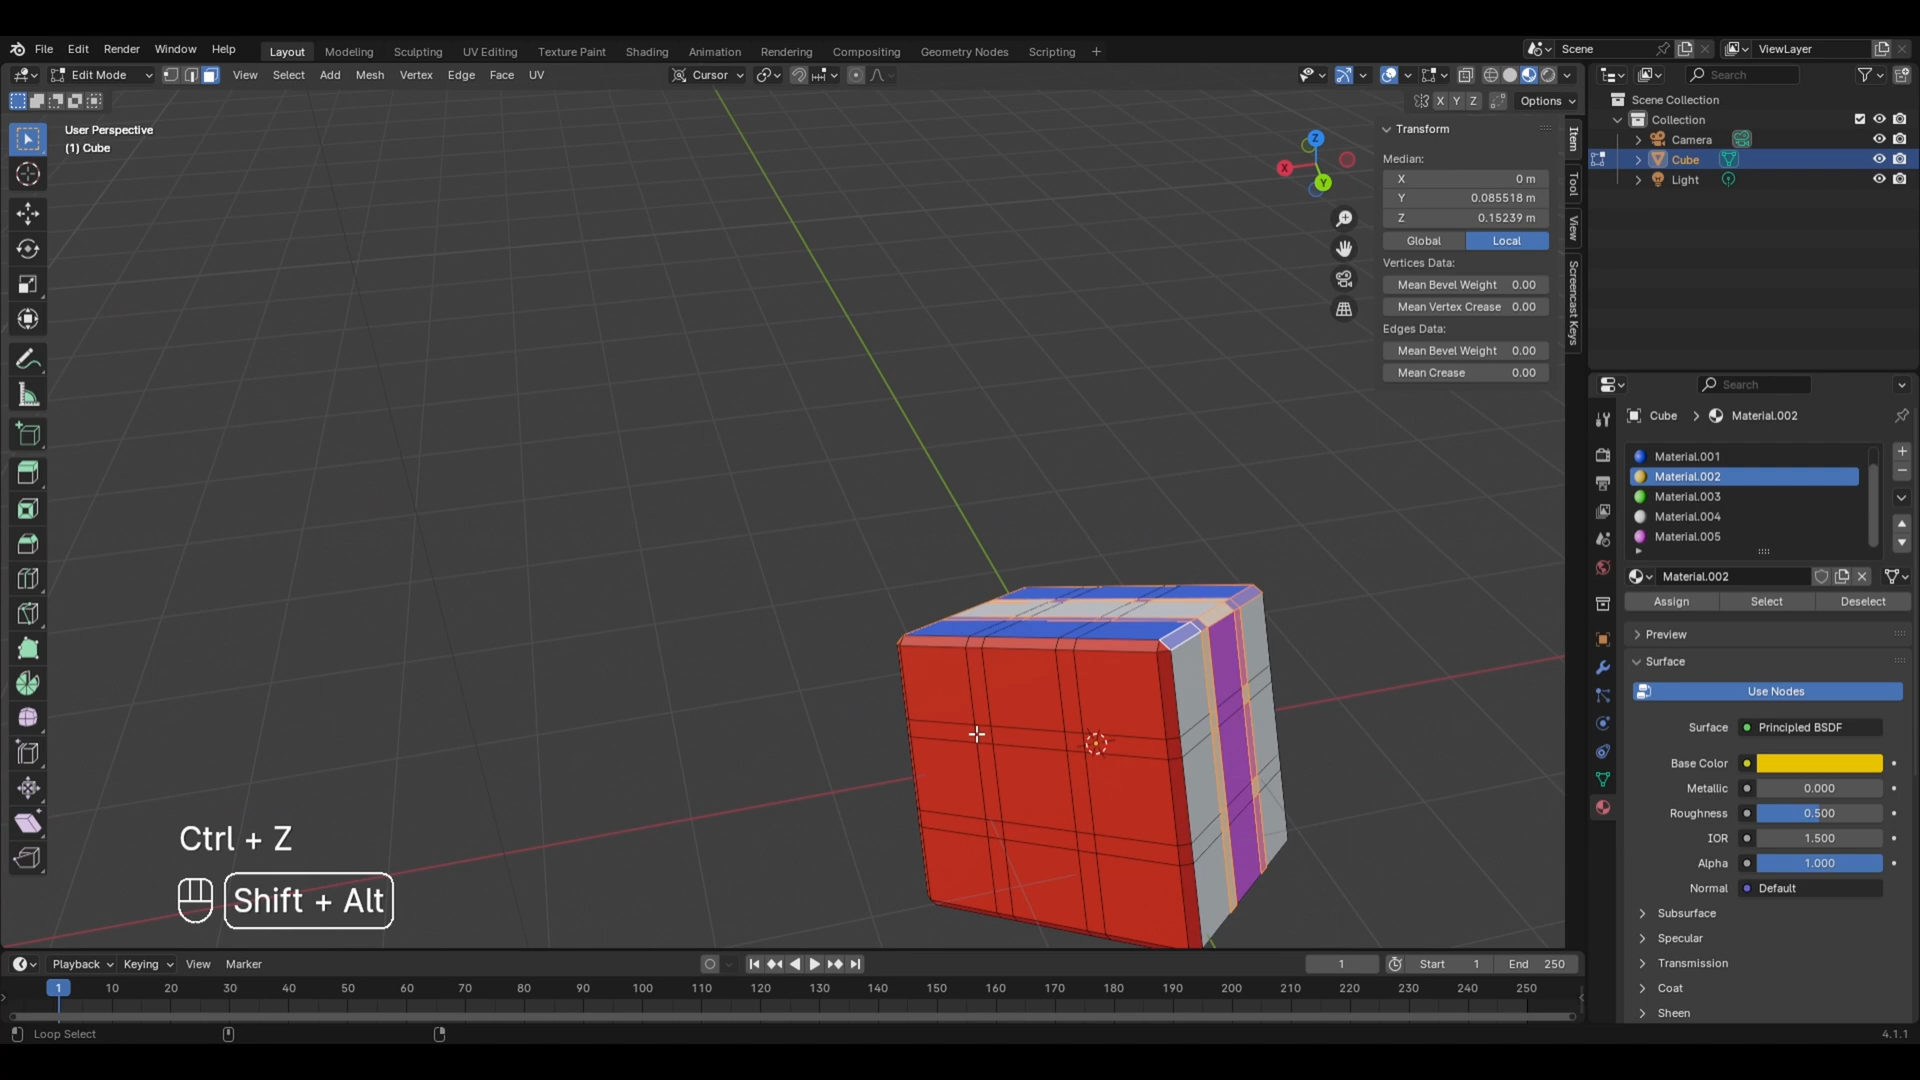 File Edit Render Window Help Layout Modeling Sculpting UV Editing Texture Paint Shading Animation Rendering Compositing Geometry Nodes Scripting + Scene ViewLayer
Edit Mode View Select Add Mesh Vertex Edge Face UV Cursor Search
X Y Z Options
Scene Collection
Collection
Camera
Cube
Light
User Perspective
(1) Cube
Z
X
Y
Transform
Median:
X 0 m
Y 0.085518 m
Z 0.15239 m
Global Local
Vertices Data:
Mean Bevel Weight 0.00
Mean Vertex Crease 0.00
Edges Data:
Mean Bevel Weight 0.00
Mean Crease 0.00
Item
Tool
View
Screencast Keys
Search
Cube > Material.002
Material.001
Material.002
Material.003
Material.004
Material.005
Material.002
Assign Select Deselect
Preview
Surface
Use Nodes
Surface Principled BSDF
Base Color
Metallic 0.000
Roughness 0.500
IOR 1.500
Alpha 1.000
Normal Default
Subsurface
Specular
Transmission
Coat
Sheen
Ctrl + Z
Shift + Alt
Playback Keying View Marker 1 Start 1 End 250
1 10 20 30 40 50 60 70 80 90 100 110 120 130 140 150 160 170 180 190 200 210 220 230 240 250
Loop Select 4.1.1